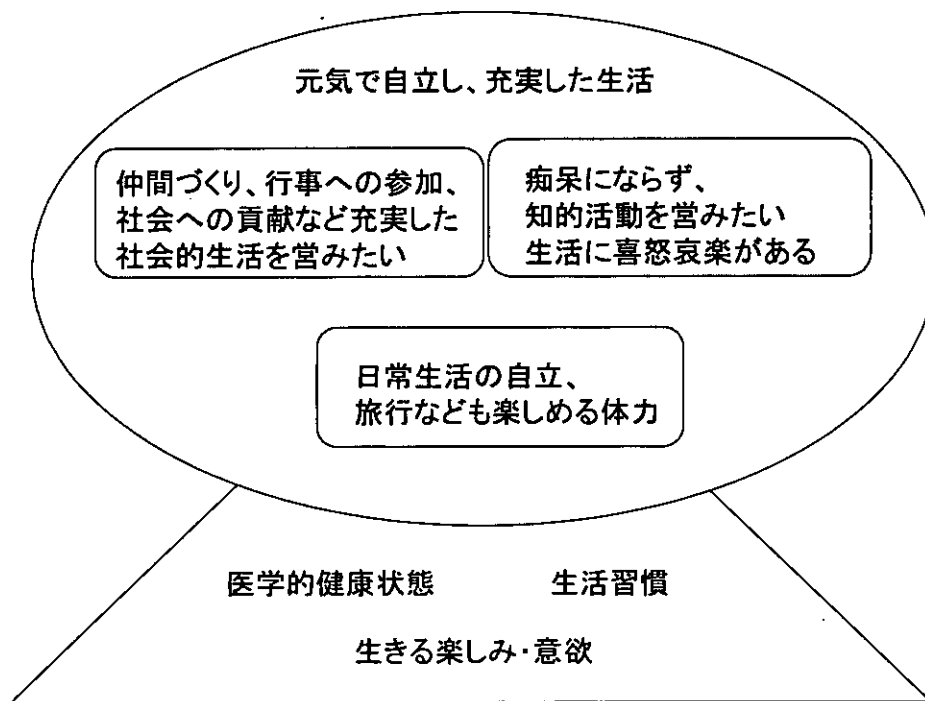 元気で自立し、充実した生活
仲間づくり、行事への参加、
社会への貢献など充実した
社会的生活を営みたい
痴呆にならず、
知的活動を営みたい
生活に喜怒哀楽がある
日常生活の自立、
旅行なども楽しめる体力
医学的健康状態
生活習慣
生きる楽しみ・意欲